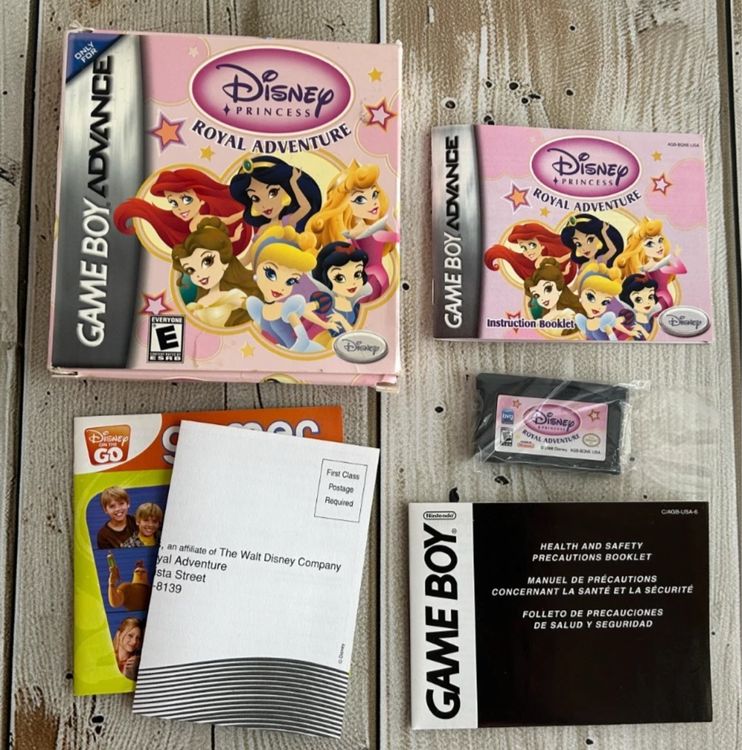 ONLY FOR
GAME BOY ADVANCE
DISNEY
PRINCESS
ROYAL ADVENTURE
EVERYONE
E
ESRB
Disney
AGB-BQNE-USA
GAME BOY ADVANCE
DISNEY
PRINCESS
ROYAL ADVENTURE
Instruction Booklet
Disney
DISNEY
ON THE
GO
First Class
Postage
Required
, an affiliate of The Walt Disney Company
yal Adventure
sta Street
-8139
© Disney
bvg
DISNEY
PRINCESS
ROYAL ADVENTURE
Nintendo
GAME BOY
C/AGB-USA-6
HEALTH AND SAFETY
PRECAUTIONS BOOKLET
MANUEL DE PRÉCAUTIONS
CONCERNANT LA SANTÉ ET LA SÉCURITÉ
FOLLETO DE PRECAUCIONES
DE SALUD Y SEGURIDAD